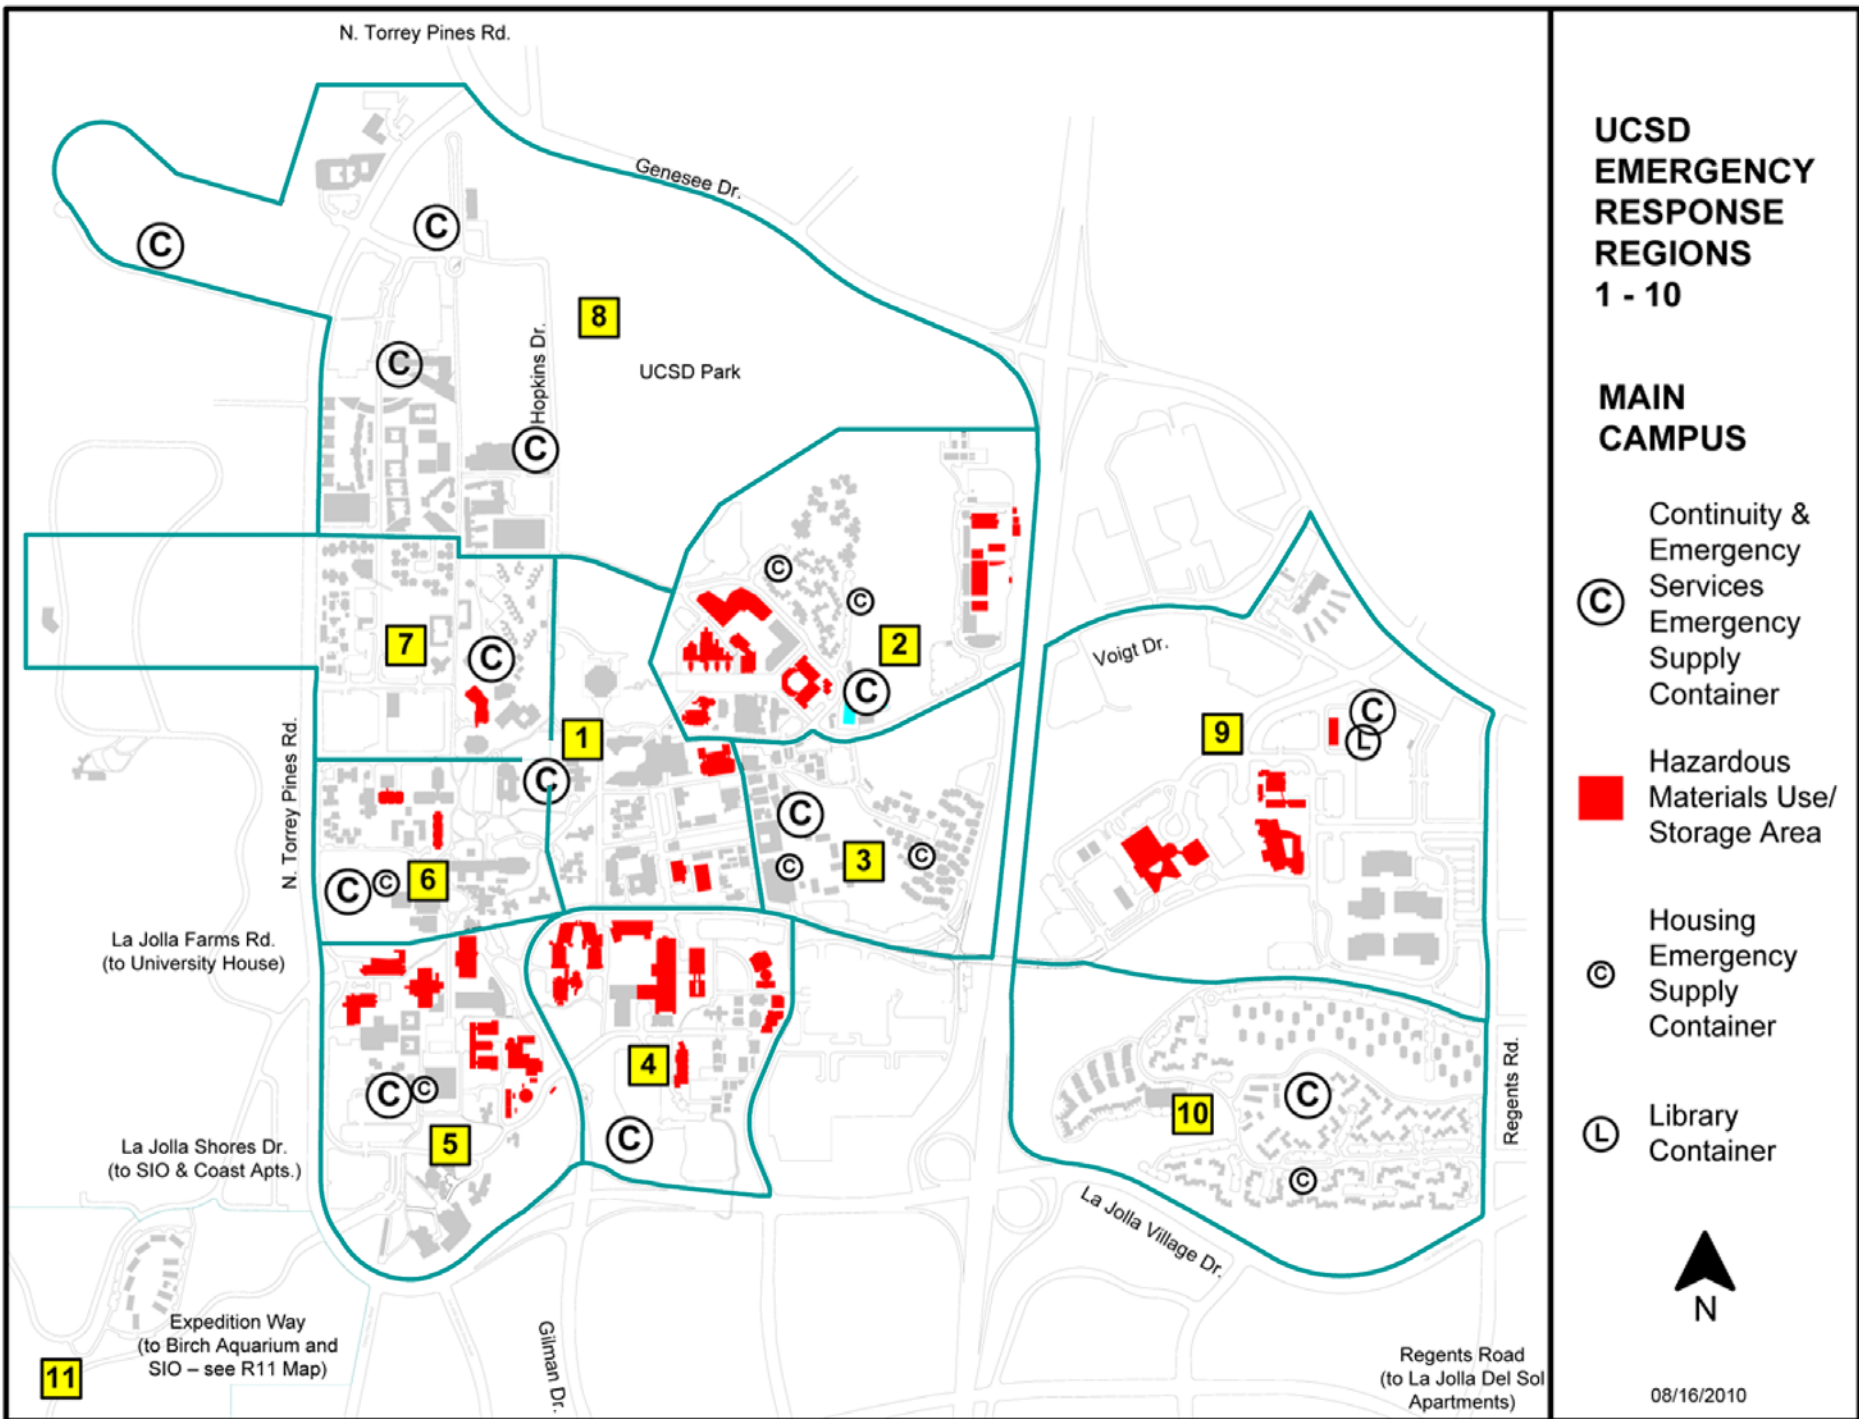 N. Torrey Pines Rd.
Genesee Dr.
C
C
8
C
Hopkins Dr.
UCSD Park
C
C
C
2
7
C
C
Voigt Dr.
1
9
C
L
N. Torrey Pines Rd.
C
C
3
C
C
6
C
C
La Jolla Farms Rd.
(to University House)
4
5
C
C
C
10
C
C
Regents Rd.
La Jolla Shores Dr.
(to SIO & Coast Apts.)
La Jolla Village Dr.
Expedition Way
(to Birch Aquarium and
SIO – see R11 Map)
11
Gilman Dr.
Regents Road
(to La Jolla Del Sol
Apartments)
UCSD
EMERGENCY
RESPONSE
REGIONS
1 - 10
MAIN
CAMPUS
C
Continuity &
Emergency
Services
Emergency
Supply
Container
Hazardous
Materials Use/
Storage Area
C
Housing
Emergency
Supply
Container
L
Library
Container
N
08/16/2010